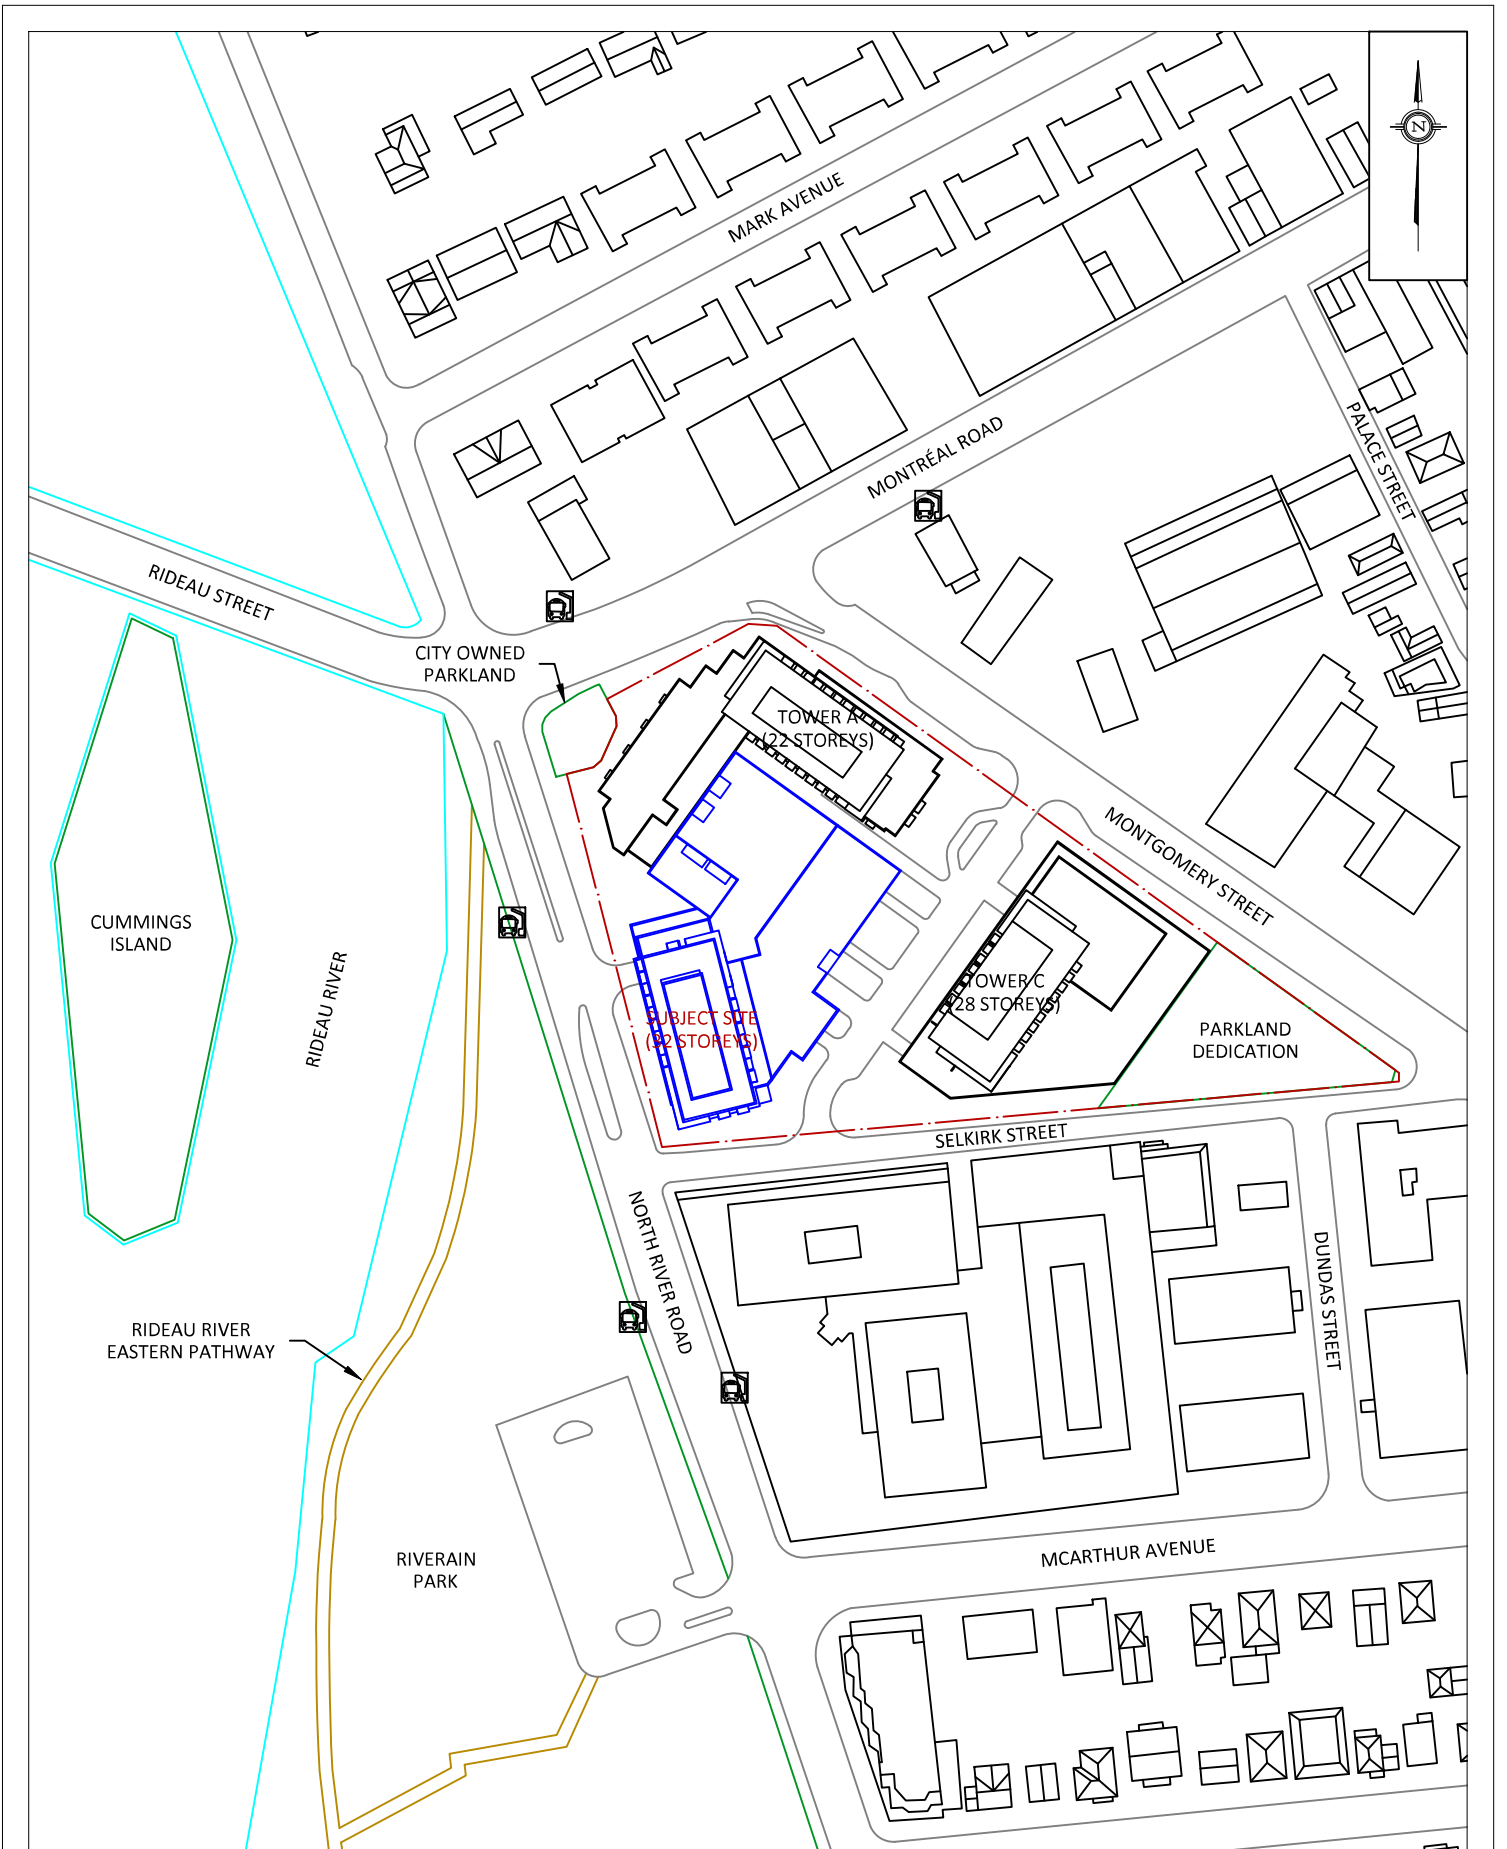 N
MARK AVENUE
MONTRÉAL ROAD
PALACE STREET
RIDEAU STREET
CITY OWNED
PARKLAND
TOWER A
(22 STOREYS)
MONTGOMERY STREET
CUMMINGS
ISLAND
RIDEAU RIVER
TOWER C
(28 STOREYS)
SUBJECT SITE
(32 STOREYS)
PARKLAND
DEDICATION
SELKIRK STREET
NORTH RIVER ROAD
DUNDAS STREET
RIDEAU RIVER
EASTERN PATHWAY
MCARTHUR AVENUE
RIVERAIN
PARK